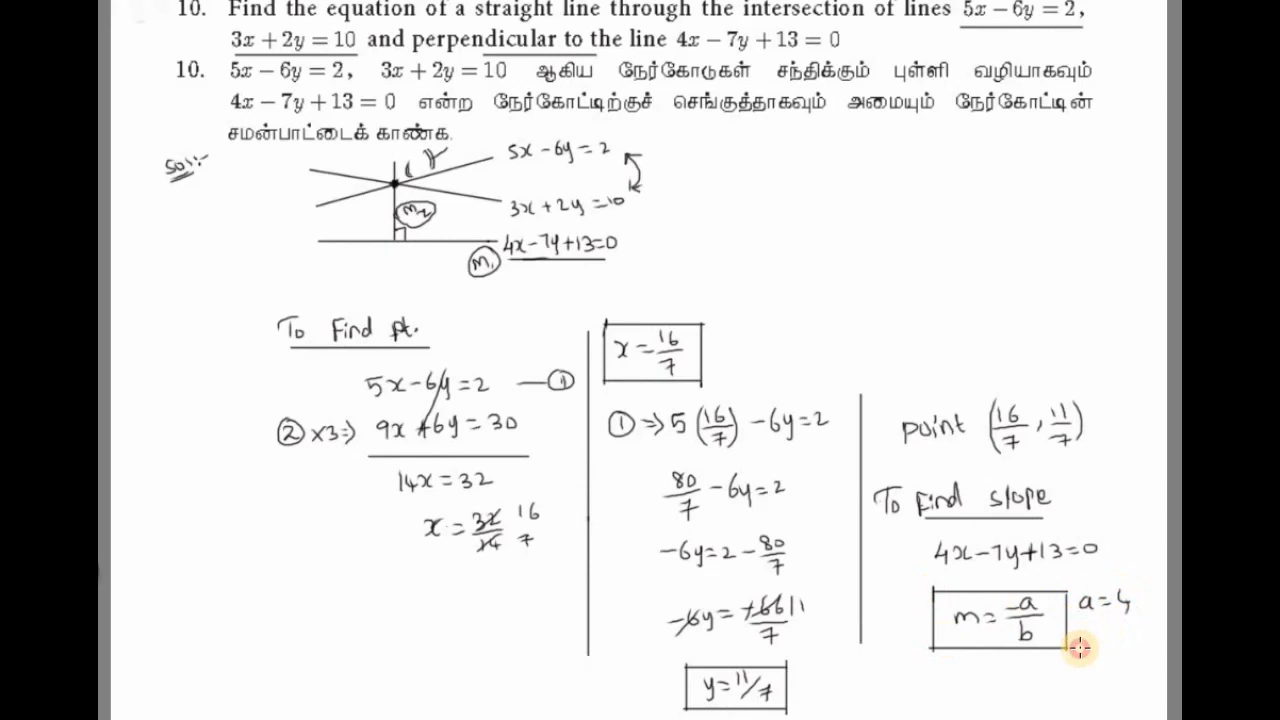 10. Find the equation of a straight line through the intersection of lines 5x − 6y = 2,
3x + 2y = 10 and perpendicular to the line 4x − 7y + 13 = 0
10. 5x − 6y = 2, 3x + 2y = 10 ஆகிய நேர்கோடுகள் சந்திக்கும் புள்ளி வழியாகவும்
4x − 7y + 13 = 0 என்ற நேர்கோட்டிற்குச் செங்குத்தாகவும் அமையும் நேர்கோட்டின்
சமன்பாட்டைக் காண்க.
Soln:-
5x − 6y = 2
3x + 2y = 10
m₂
4x − 7y + 13 = 0
m₁
To Find pt.
5x − 6y = 2 — ①
② ×3 ⇒ 9x + 6y = 30
14x = 32
x = 32/14 16/7
x = 16/7
① ⇒ 5(16/7) − 6y = 2
80/7 − 6y = 2
−6y = 2 − 80/7
−6y = −66/7 11
y = 11/7
point (16/7, 11/7)
To Find slope
4x − 7y + 13 = 0
m = −a/b a = 4